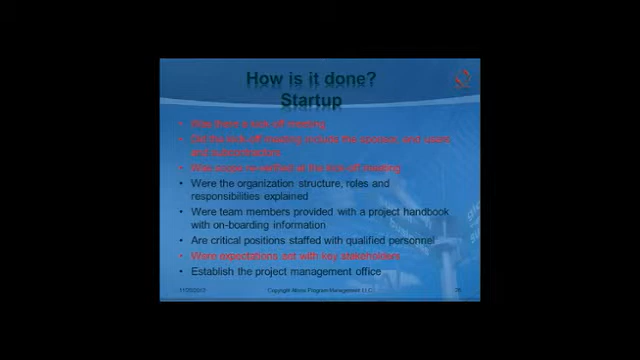 How is it done?
Startup
• Was there a kick off meeting
• Did the kick off meeting include the sponsor, end users,
and subcontractors
• Was scope re-verified at the kick off meeting
• Were the organization structure, roles and
responsibilities explained
• Were team members provided with a project handbook
with on-boarding information
• Are critical positions staffed with qualified personnel
• Were expectations set with key stakeholders
• Establish the project management office
Copyright Program Management LLC